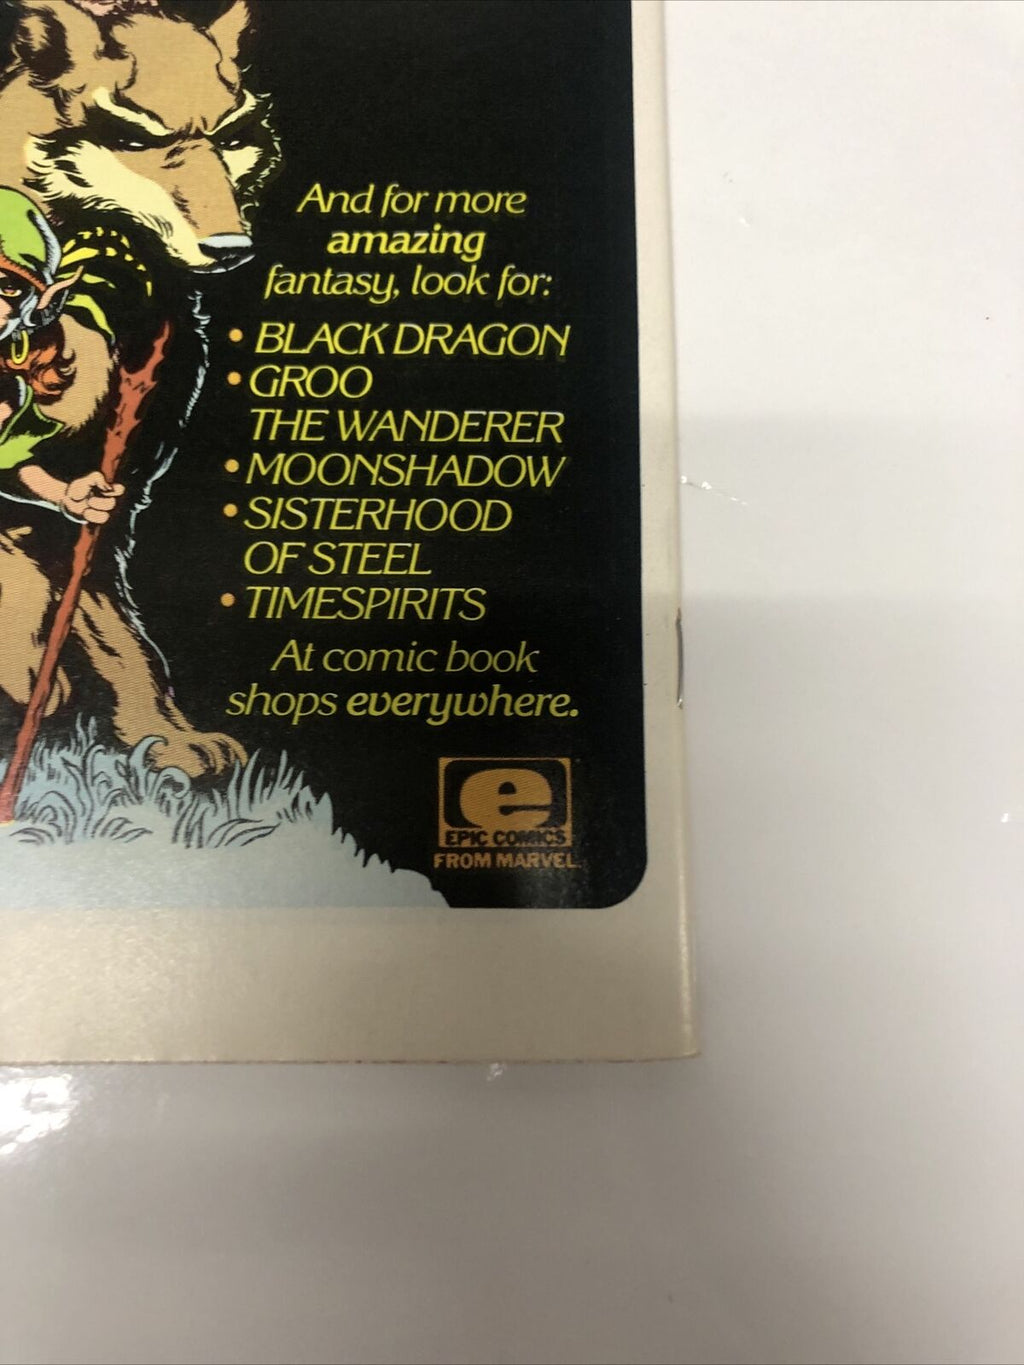 And for more
amazing
fantasy, look for:
• BLACK DRAGON
• GROO
THE WANDERER
• MOONSHADOW
• SISTERHOOD
OF STEEL
• TIMESPIRITS
At comic book
shops everywhere.
e
EPIC COMICS
FROM MARVEL